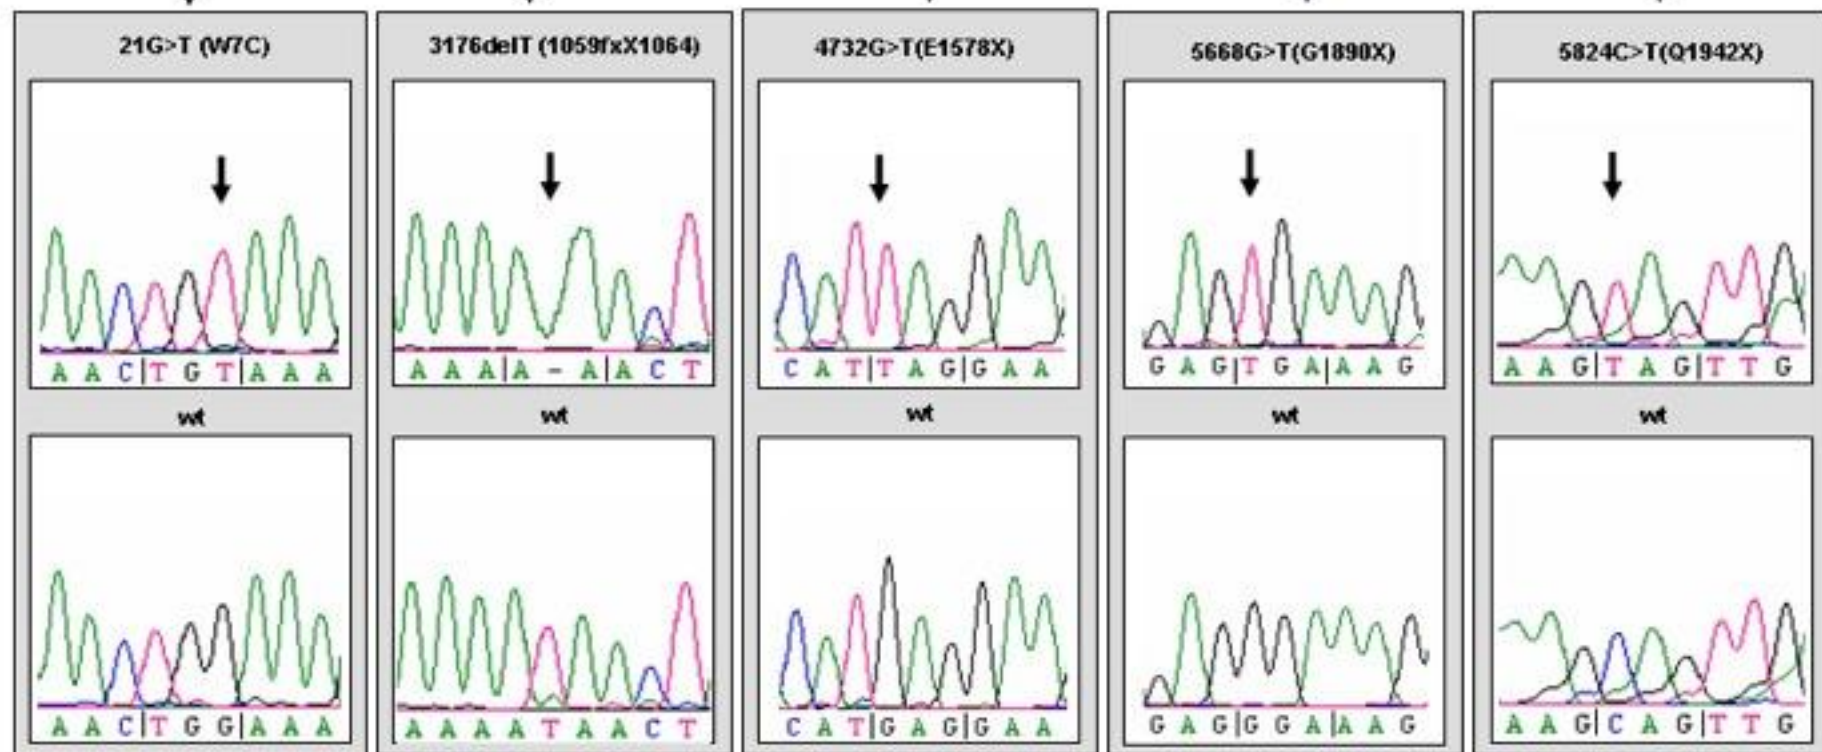 21G>T (W7C)
3176delT (1059fxX1064)
4732G>T(E1578X)
5668G>T(G1890X)
5824C>T(Q1942X)
A A C|T G T|A A A
A A A|A - A|A C T
C A T|T A G|G A A
G A G|T G A|A A G
A A G|T A G|T T G
wt
wt
wt
wt
wt
A A C|T G G|A A A
A A A A T A A C T
C A T|G A G|G A A
G A G|G G A|A A G
A A G|C A G|T T G